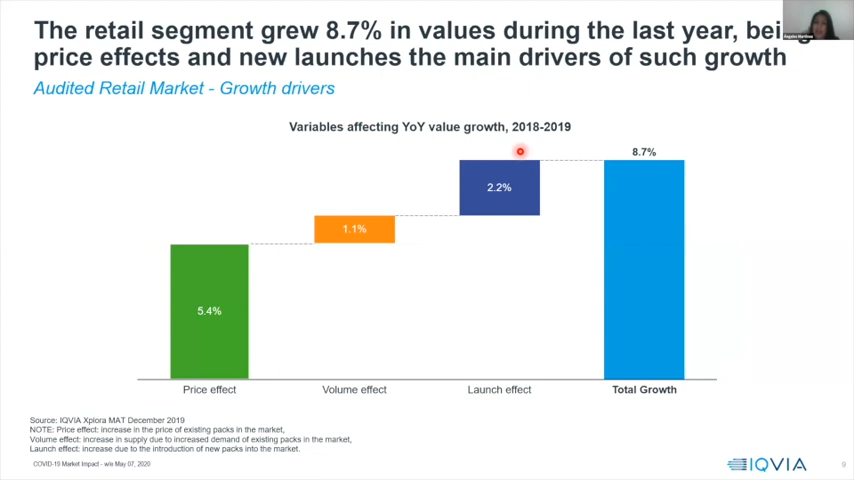 The retail segment grew 8.7% in values during the last year, being
price effects and new launches the main drivers of such growth
Audited Retail Market - Growth drivers
Variables affecting YoY value growth, 2018-2019
8.7%
2.2%
1.1%
5.4%
Price effect
Volume effect
Launch effect
Total Growth
Source: IQVIA Xplora MAT December 2019
NOTE: Price effect: increase in the price of existing packs in the market,
Volume effect: increase in supply due to increased demand of existing packs in the market,
Launch effect: increase due to the introduction of new packs into the market.
COVID-19 Market Impact - w/e May 07, 2020
IQVIA
9
Angeles Martinez